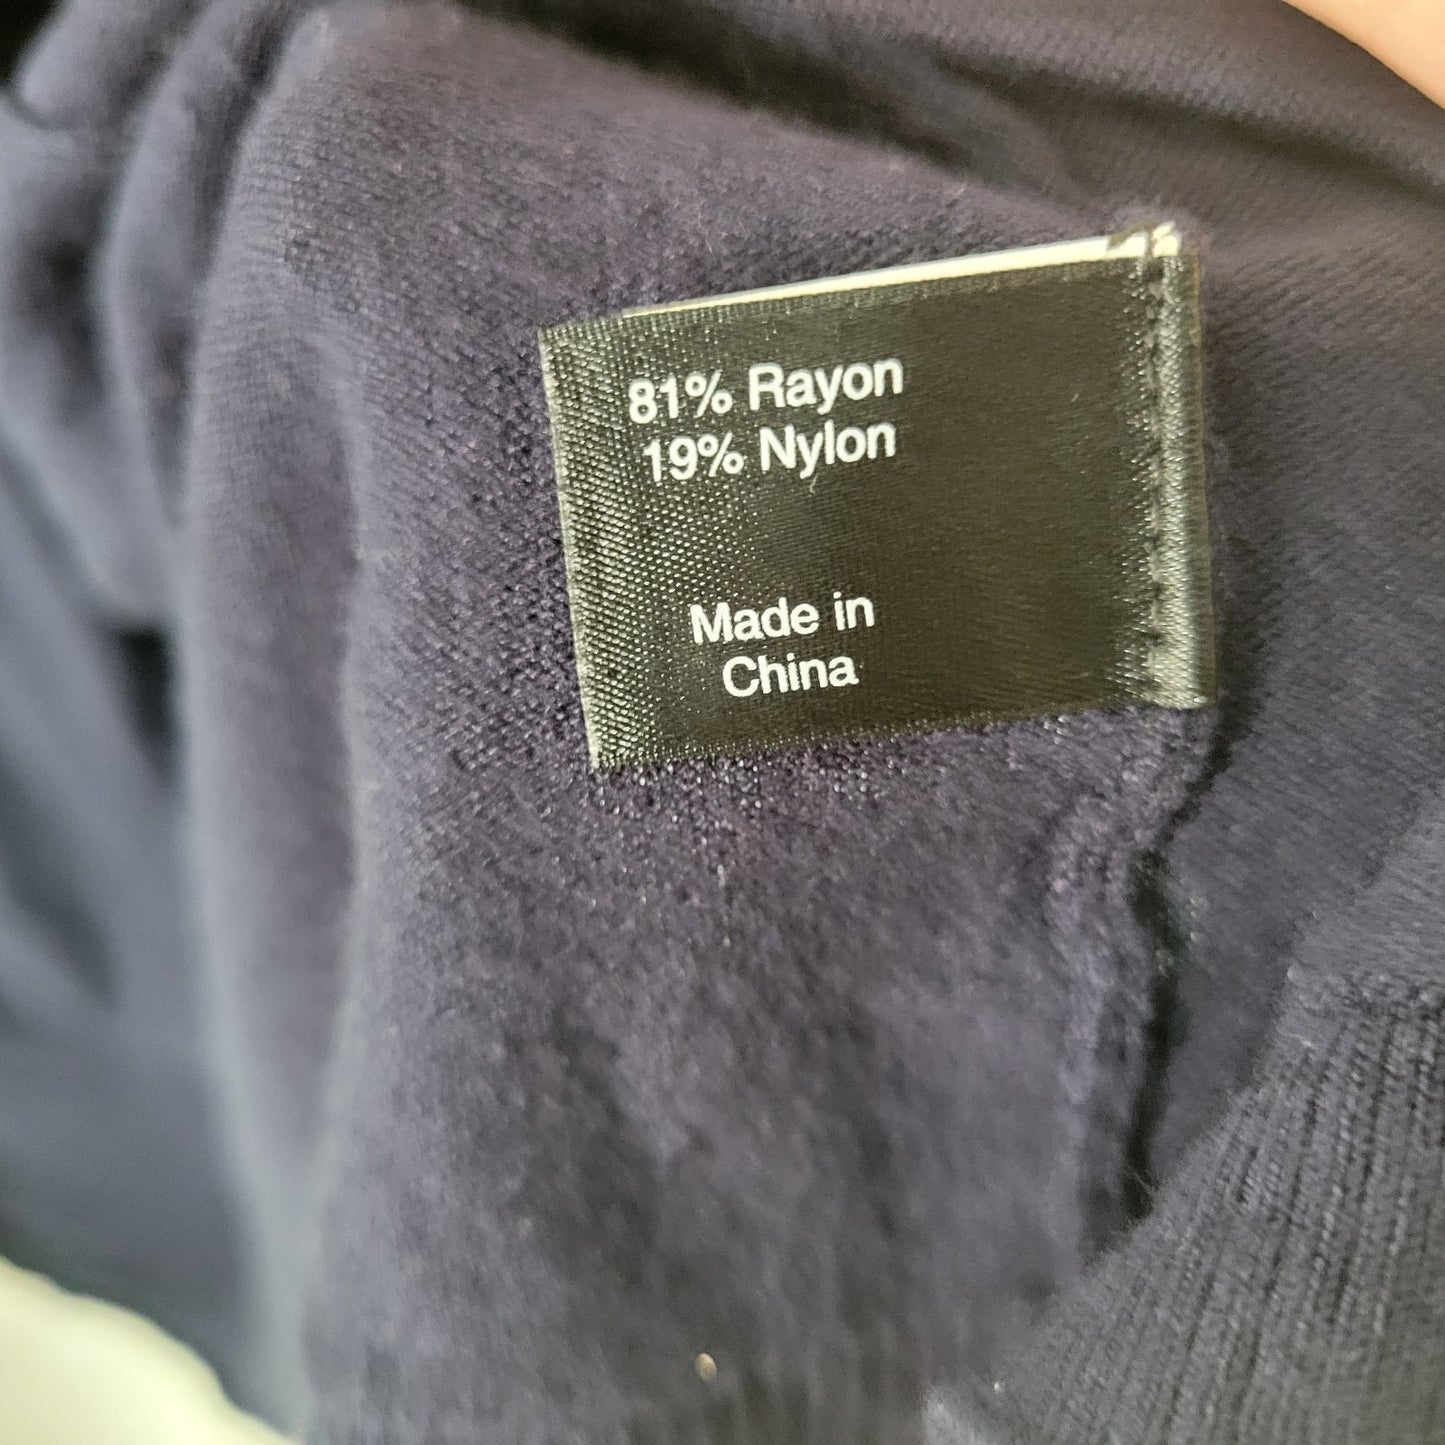 81% Rayon
19% Nylon
Made in
China